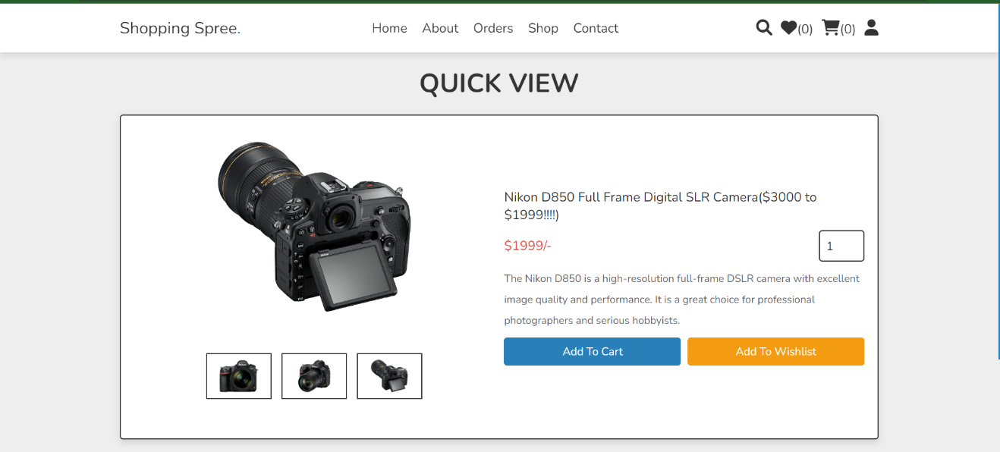 Shopping Spree.
Home About Orders Shop Contact
(0) (0)
QUICK VIEW
Nikon D850 Full Frame Digital SLR Camera($3000 to
$1999!!!!)
$1999/-
1
The Nikon D850 is a high-resolution full-frame DSLR camera with excellent
image quality and performance. It is a great choice for professional
photographers and serious hobbyists.
Add To Cart
Add To Wishlist